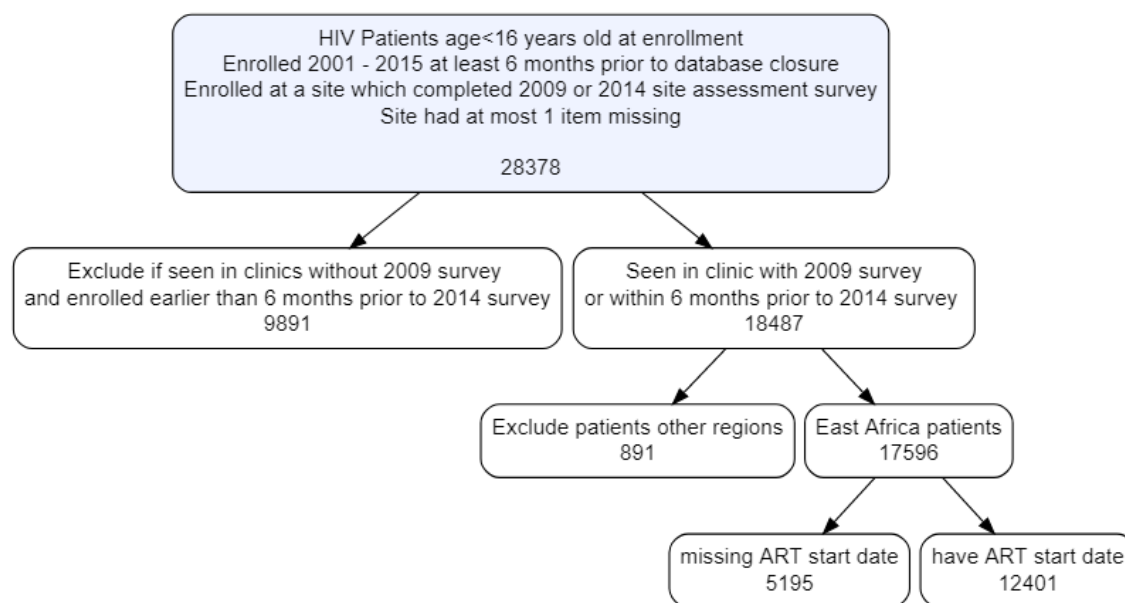 HIV Patients age<16 years old at enrollment
Enrolled 2001 - 2015 at least 6 months prior to database closure
Enrolled at a site which completed 2009 or 2014 site assessment survey
Site had at most 1 item missing
28378
Exclude if seen in clinics without 2009 survey
and enrolled earlier than 6 months prior to 2014 survey
9891
Seen in clinic with 2009 survey
or within 6 months prior to 2014 survey
18487
Exclude patients other regions
891
East Africa patients
17596
missing ART start date
5195
have ART start date
12401